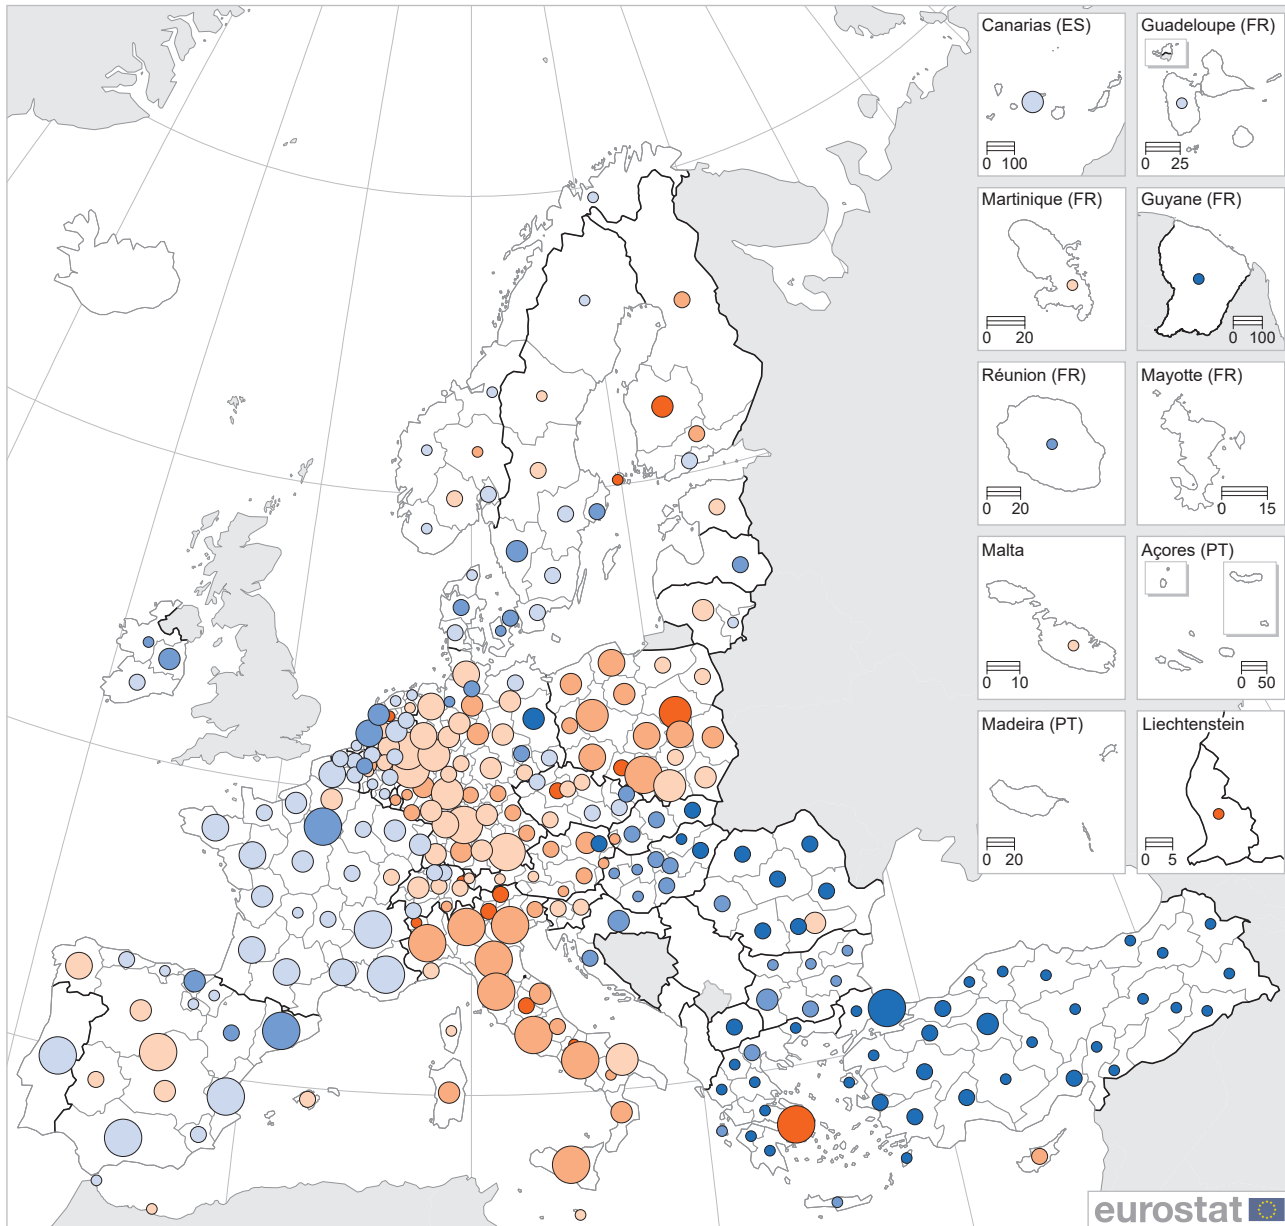 Canarias (ES)
0 100
Guadeloupe (FR)
0 25
Martinique (FR)
0 20
Guyane (FR)
0 100
Réunion (FR)
0 20
Mayotte (FR)
0 15
Malta
0 10
Açores (PT)
0 50
Madeira (PT)
0 20
Liechtenstein
0 5
eurostat